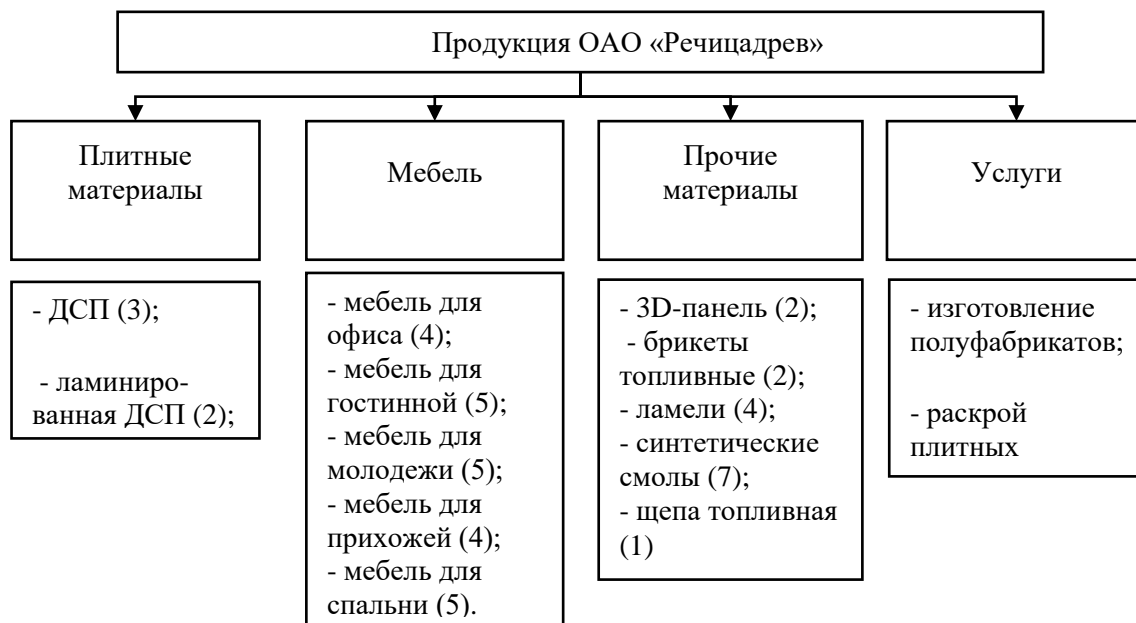 Продукция ОАО «Речицадрев»
Плитные
материалы
Мебель
Прочие
материалы
Услуги
- ДСП (3);
- ламиниро-
ванная ДСП (2);
- мебель для
офиса (4);
- мебель для
гостинной (5);
- мебель для
молодежи (5);
- мебель для
прихожей (4);
- мебель для
спальни (5).
- 3D-панель (2);
- брикеты
топливные (2);
- ламели (4);
- синтетические
смолы (7);
- щепа топливная
(1)
- изготовление
полуфабрикатов;
- раскрой
плитных